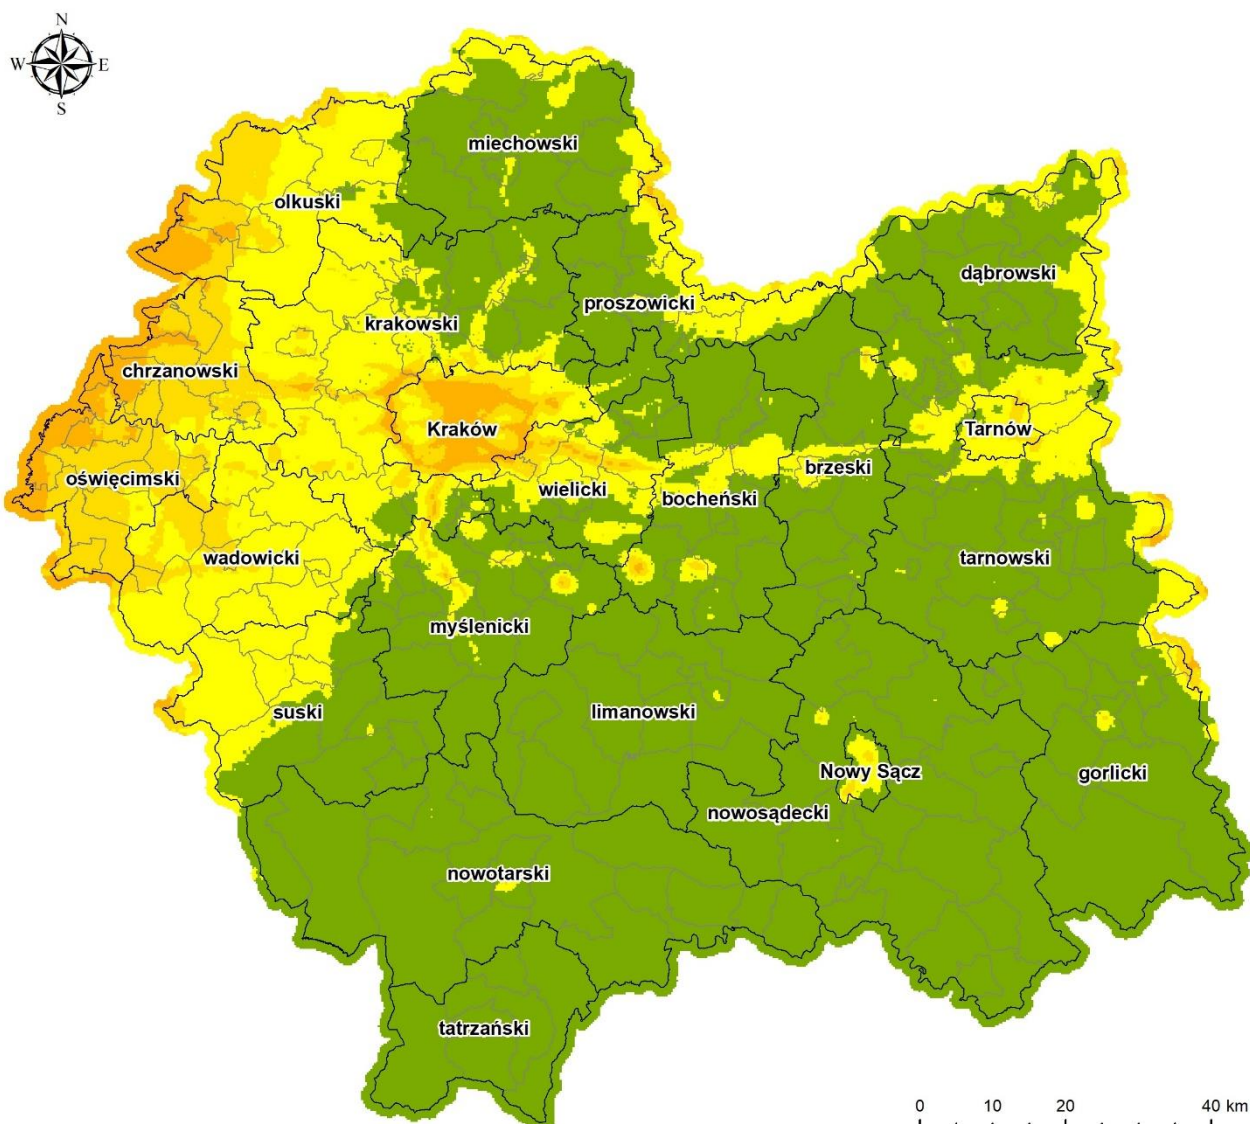 N
W E
S
miechowski
olkuski
dąbrowski
proszowicki
krakowski
chrzanowski
Kraków
Tarnów
brzeski
oświęcimski
wielicki
bocheński
wadowicki
tarnowski
myślenicki
suski
limanowski
Nowy Sącz
gorlicki
nowosądecki
nowotarski
tatrzański
0 10 20 40 km